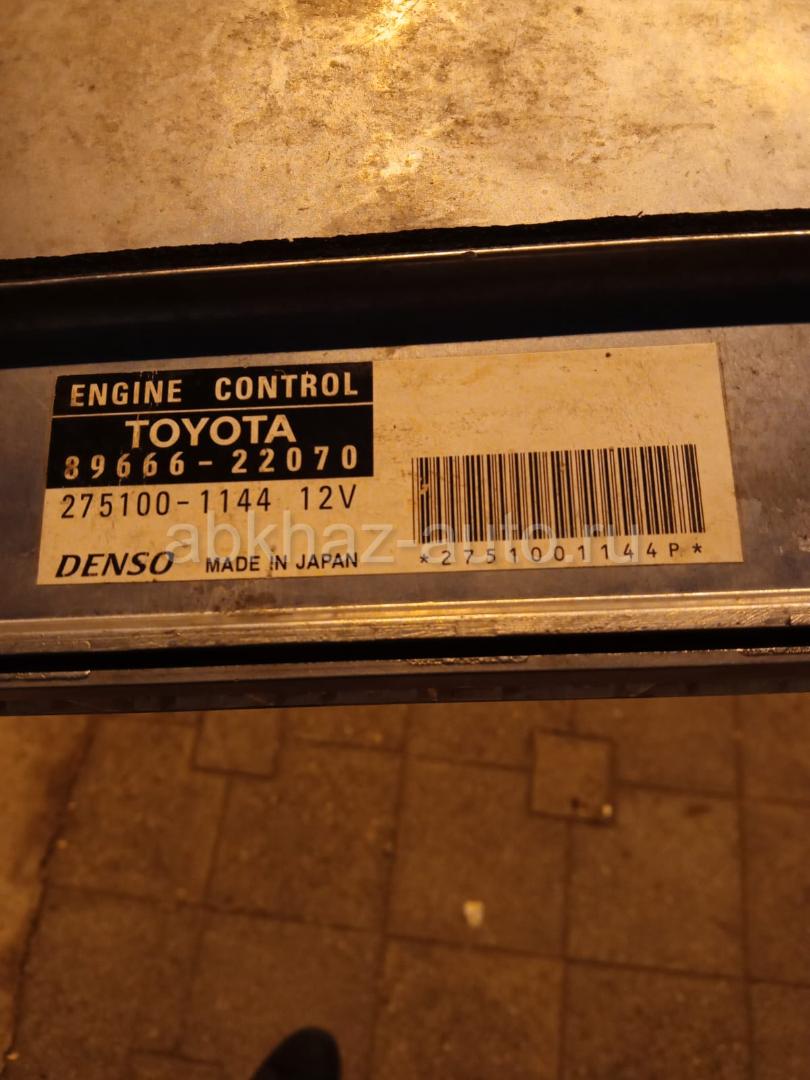 ENGINE CONTROL
TOYOTA
89666-22070
275100-1144 12V
DENSO MADE IN JAPAN
*2751001144P*
abkhaz-auto.ru